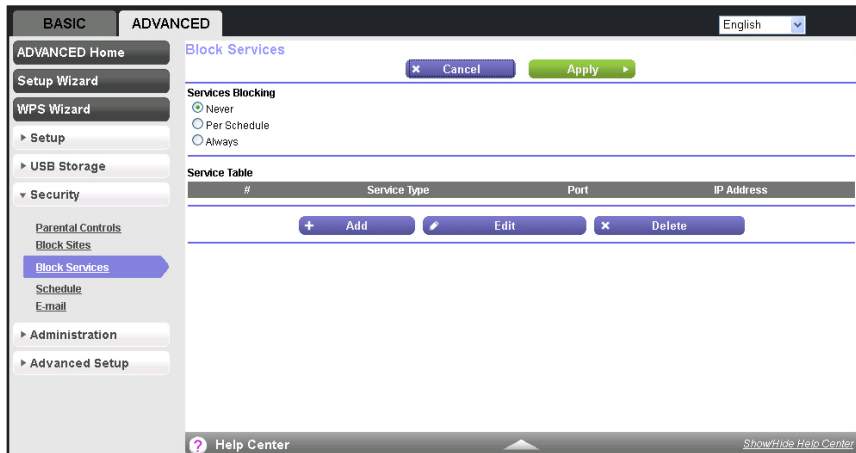 BASIC
ADVANCED
English
ADVANCED Home
Setup Wizard
WPS Wizard
Setup
USB Storage
Security
Parental Controls
Block Sites
Block Services
Schedule
E-mail
Administration
Advanced Setup
Block Services
Cancel
Apply
Services Blocking
Never
Per Schedule
Always
Service Table
# Service Type Port IP Address
Add Edit Delete
? Help Center
Show/Hide Help Center